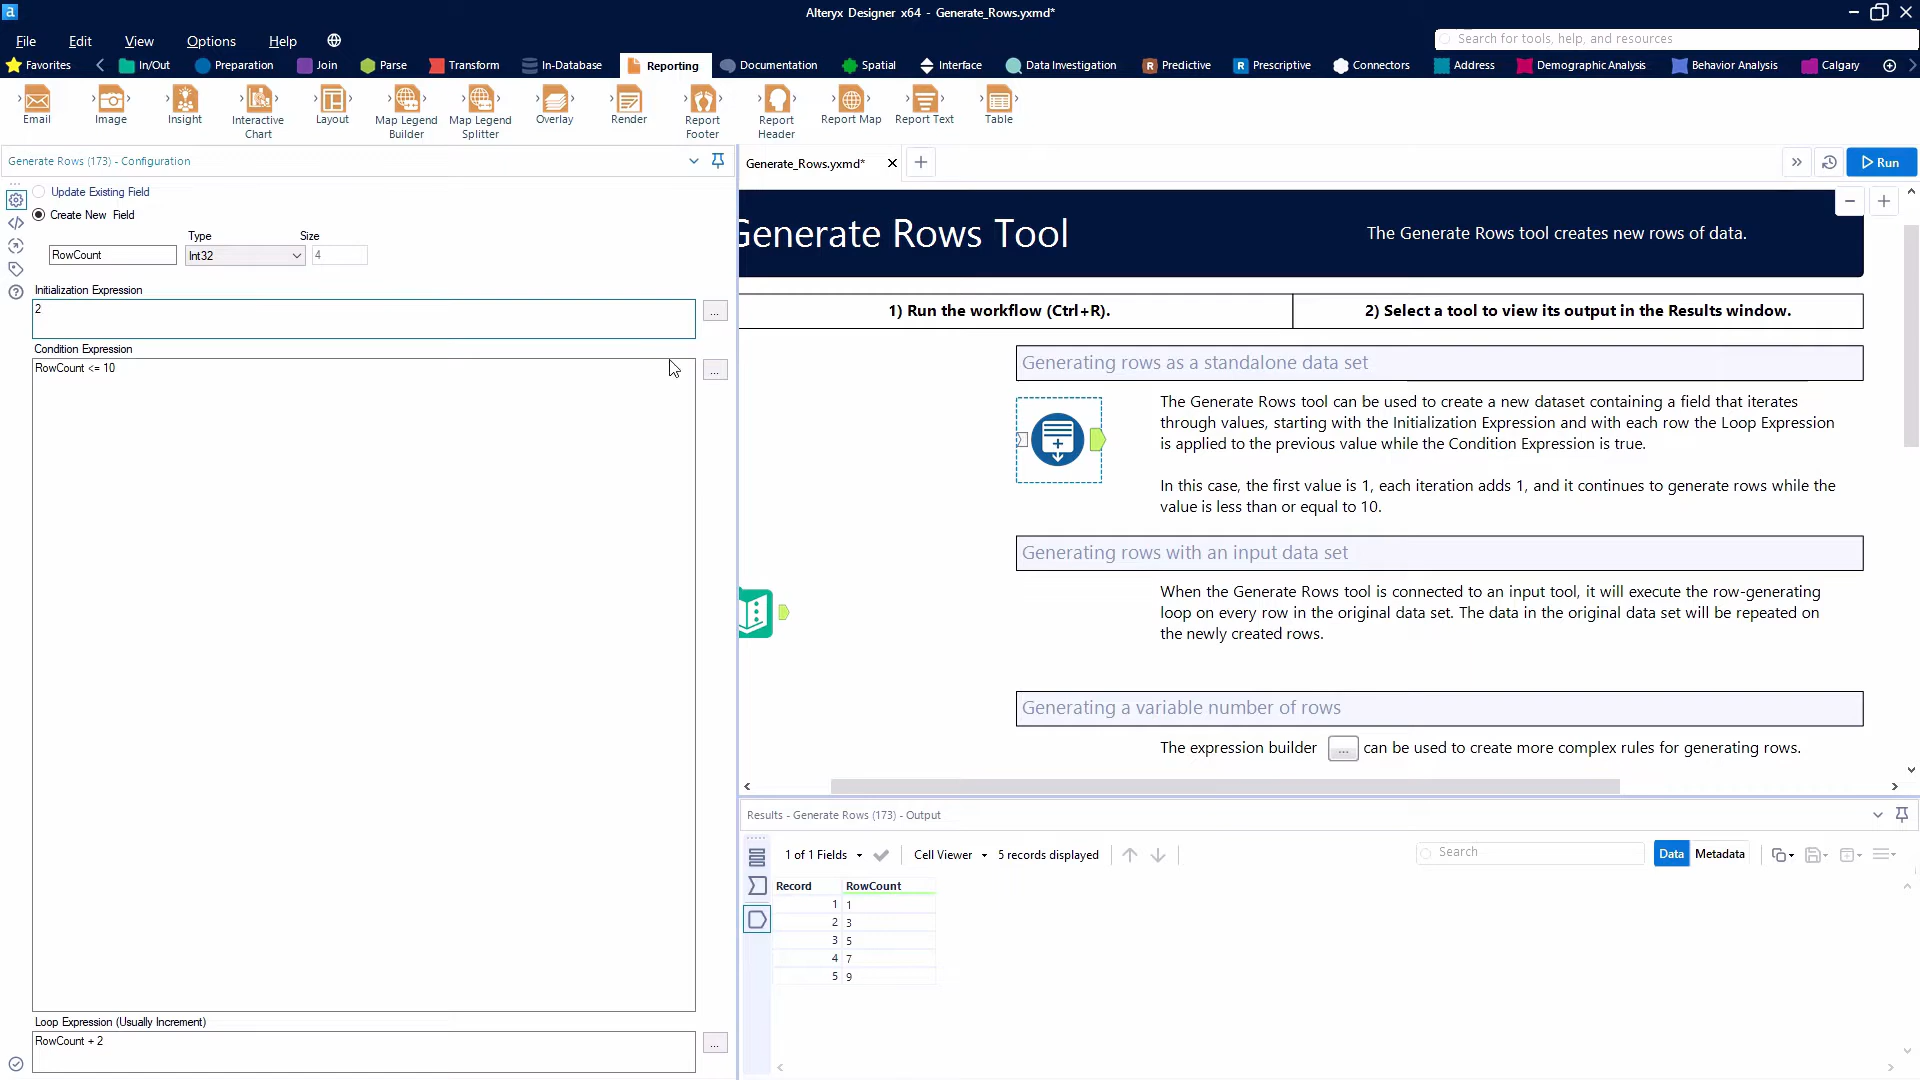 Alteryx Designer x64 - Generate_Rows.yxmd*
File Edit View Options Help
Search for tools, help, and resources
Favorites In/Out Preparation Join Parse Transform In-Database Reporting Documentation Spatial Interface Data Investigation Predictive Prescriptive Connectors Address Demographic Analysis Behavior Analysis Calgary
Email Image Insight Interactive Chart Layout Map Legend Builder Map Legend Splitter Overlay Render Report Footer Report Header Report Map Report Text Table
Generate Rows (173) - Configuration
Update Existing Field
Create New Field
Type Size
RowCount Int32 4
Initialization Expression
2
...
Condition Expression
RowCount <= 10
...
Loop Expression (Usually Increment)
RowCount + 2
...
Generate_Rows.yxmd*
Run
Generate Rows Tool
The Generate Rows tool creates new rows of data.
1) Run the workflow (Ctrl+R).
2) Select a tool to view its output in the Results window.
Generating rows as a standalone data set
The Generate Rows tool can be used to create a new dataset containing a field that iterates
through values, starting with the Initialization Expression and with each row the Loop Expression
is applied to the previous value while the Condition Expression is true.
In this case, the first value is 1, each iteration adds 1, and it continues to generate rows while the
value is less than or equal to 10.
Generating rows with an input data set
When the Generate Rows tool is connected to an input tool, it will execute the row-generating
loop on every row in the original data set. The data in the original data set will be repeated on
the newly created rows.
Generating a variable number of rows
The expression builder ... can be used to create more complex rules for generating rows.
Results - Generate Rows (173) - Output
1 of 1 Fields Cell Viewer 5 records displayed Search Data Metadata
Record RowCount
1 1
2 3
3 5
4 7
5 9